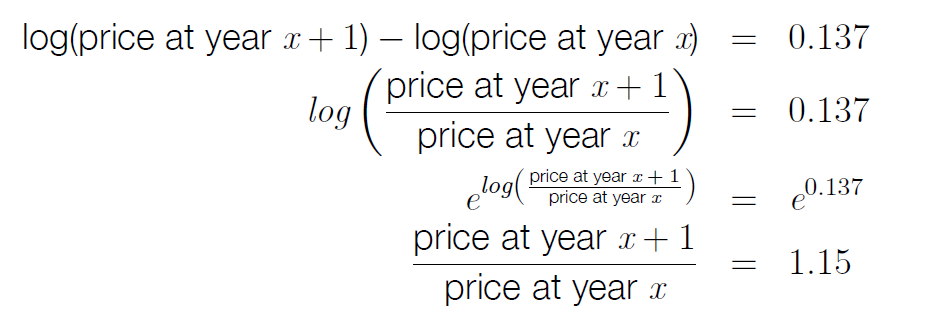 log(price at year x + 1) − log(price at year x) = 0.137
log( price at year x + 1 / price at year x ) = 0.137
e^log( price at year x + 1 / price at year x ) = e^0.137
price at year x + 1 / price at year x = 1.15